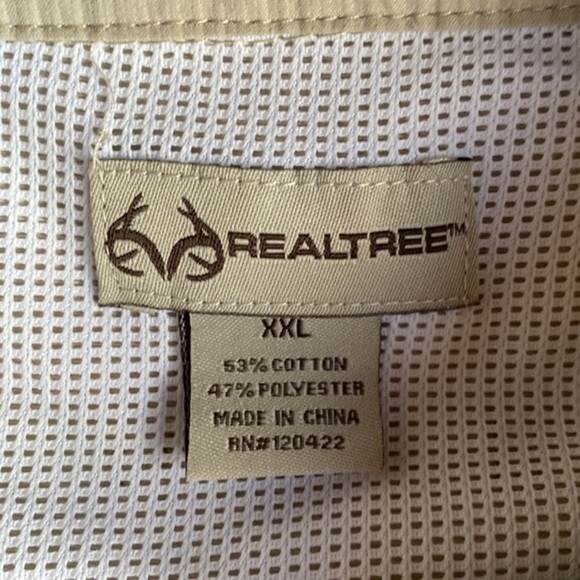 REALTREE™
XXL
53% COTTON
47% POLYESTER
MADE IN CHINA
RN#120422